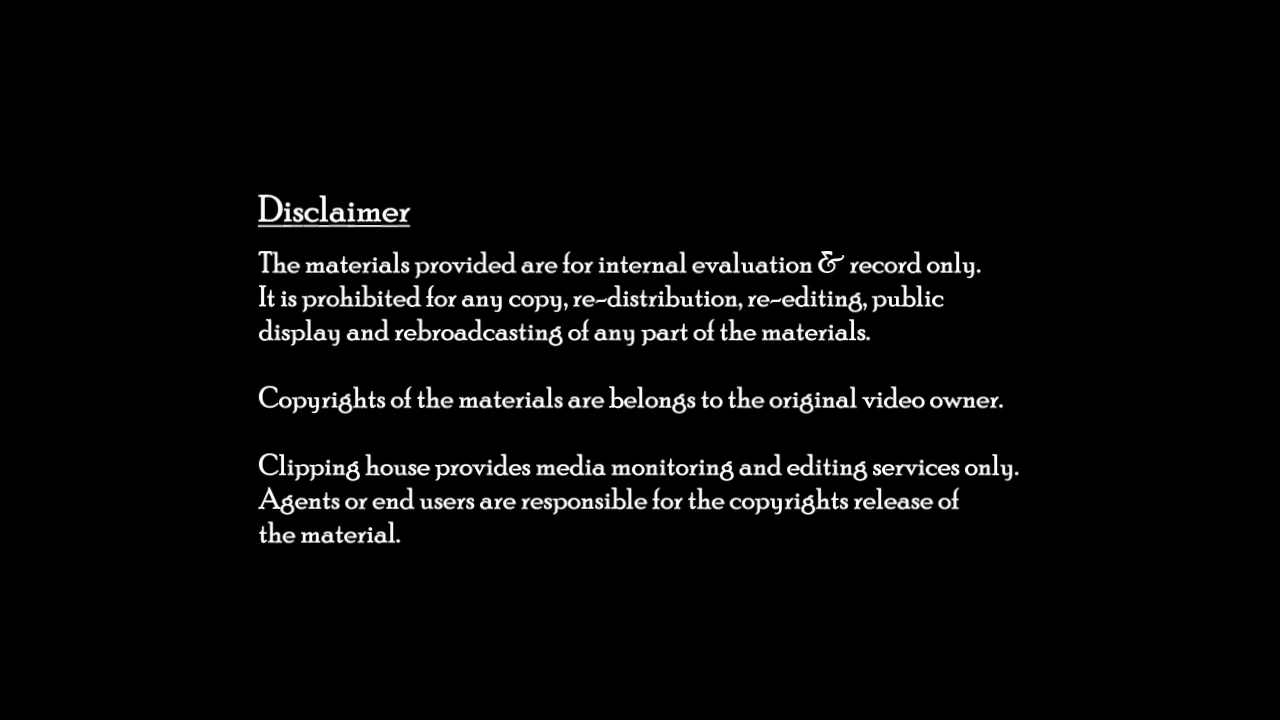 Disclaimer
The materials provided are for internal evaluation & record only.
It is prohibited for any copy, re-distribution, re-editing, public
display and rebroadcasting of any part of the materials.
Copyrights of the materials are belongs to the original video owner.
Clipping house provides media monitoring and editing services only.
Agents or end users are responsible for the copyrights release of
the material.